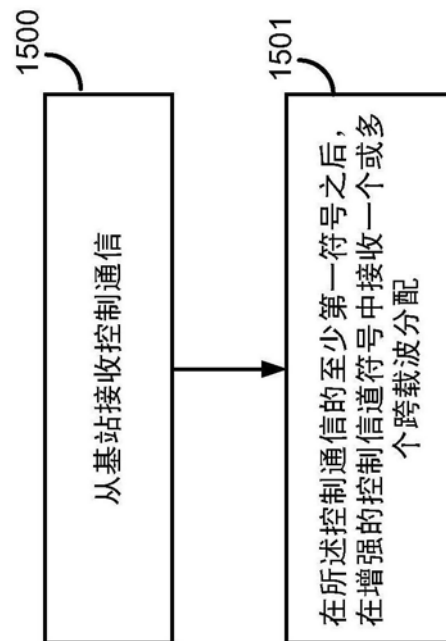 1500
从基站接收控制通信
1501
在所述控制通信的至少第一符号之后，
在增强的控制信道符号中接收一个或多
个跨载波分配